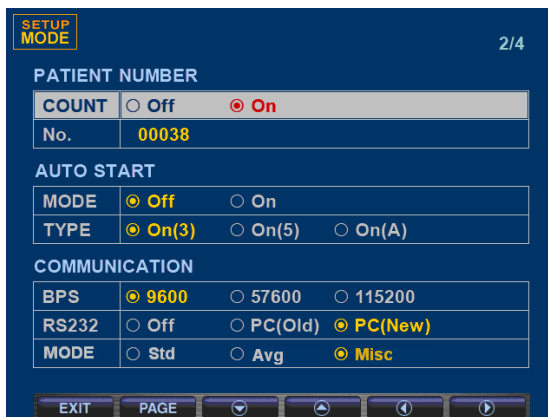 SETUP
MODE
2/4
PATIENT NUMBER
COUNT Off On
No. 00038
AUTO START
MODE Off On
TYPE On(3) On(5) On(A)
COMMUNICATION
BPS 9600 57600 115200
RS232 Off PC(Old) PC(New)
MODE Std Avg Misc
EXIT PAGE